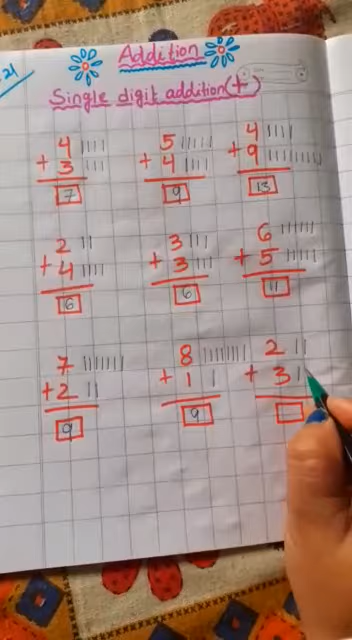 21
Addition
Single digit addition (+)
4 5 4
+ 3 + 4 + 9
7 9 13
2 3 6
+ 4 + 3 + 5
6 6 11
7 8 2
+ 2 + 1 + 3
9 9